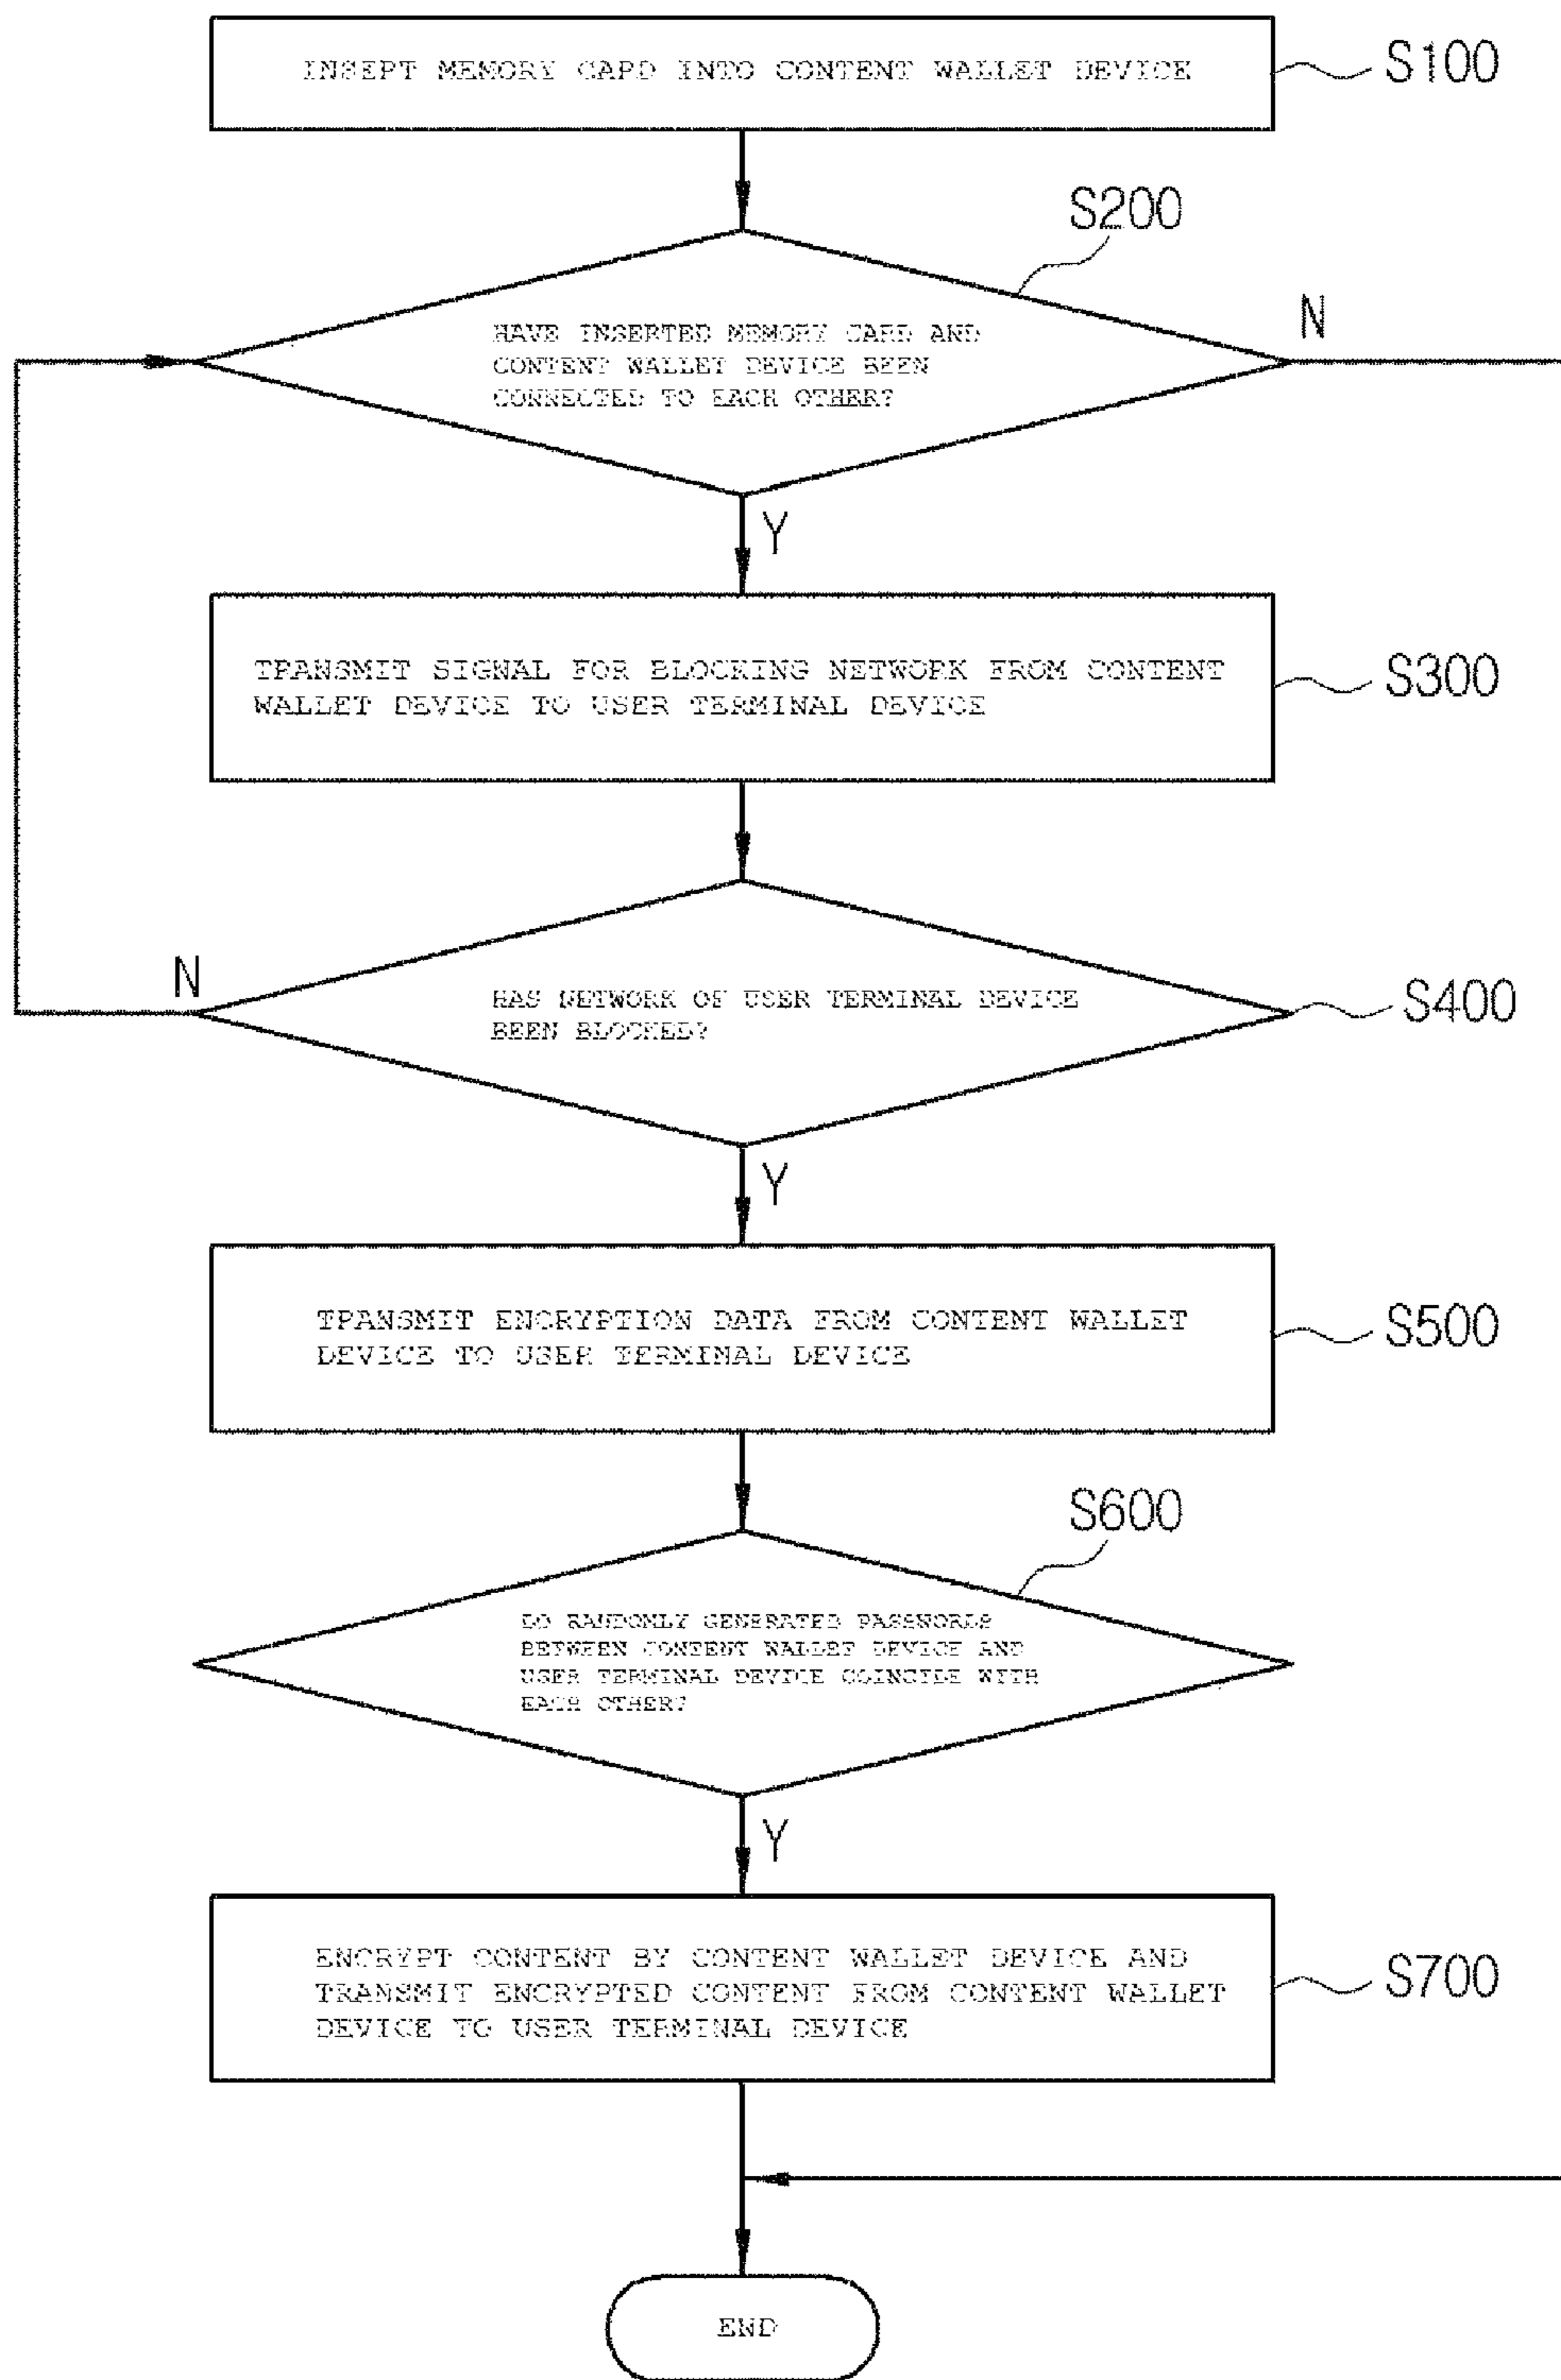 INSERT MEMORY CARD INTO CONTENT WALLET DEVICE
S100
S200
HAVE INSERTED MEMORY CARD AND
CONTENT WALLET DEVICE BEEN
CONNECTED TO EACH OTHER?
N
Y
TRANSMIT SIGNAL FOR BLOCKING NETWORK FROM CONTENT
WALLET DEVICE TO USER TERMINAL DEVICE
S300
N
HAS NETWORK OF USER TERMINAL DEVICE
BEEN BLOCKED?
S400
Y
TRANSMIT ENCRYPTION DATA FROM CONTENT WALLET
DEVICE TO USER TERMINAL DEVICE
S500
S600
DO RANDOMLY GENERATED PASSWORDS
BETWEEN CONTENT WALLET DEVICE AND
USER TERMINAL DEVICE COINCIDE WITH
EACH OTHER?
Y
ENCRYPT CONTENT BY CONTENT WALLET DEVICE AND
TRANSMIT ENCRYPTED CONTENT FROM CONTENT WALLET
DEVICE TO USER TERMINAL DEVICE
S700
END